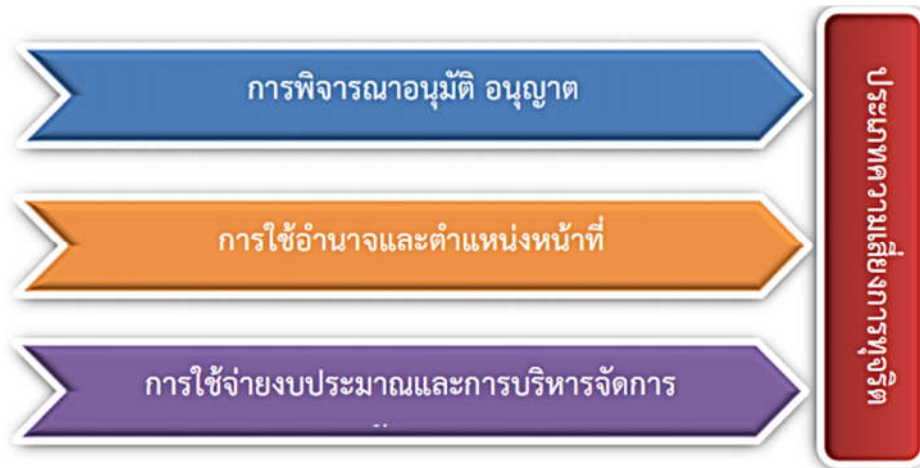 การพิจารณาอนุมัติ อนุญาต
การใช้อำนาจและตำแหน่งหน้าที่
การใช้จ่ายงบประมาณและการบริหารจัดการ
ประเภทความเสี่ยงการทุจริต